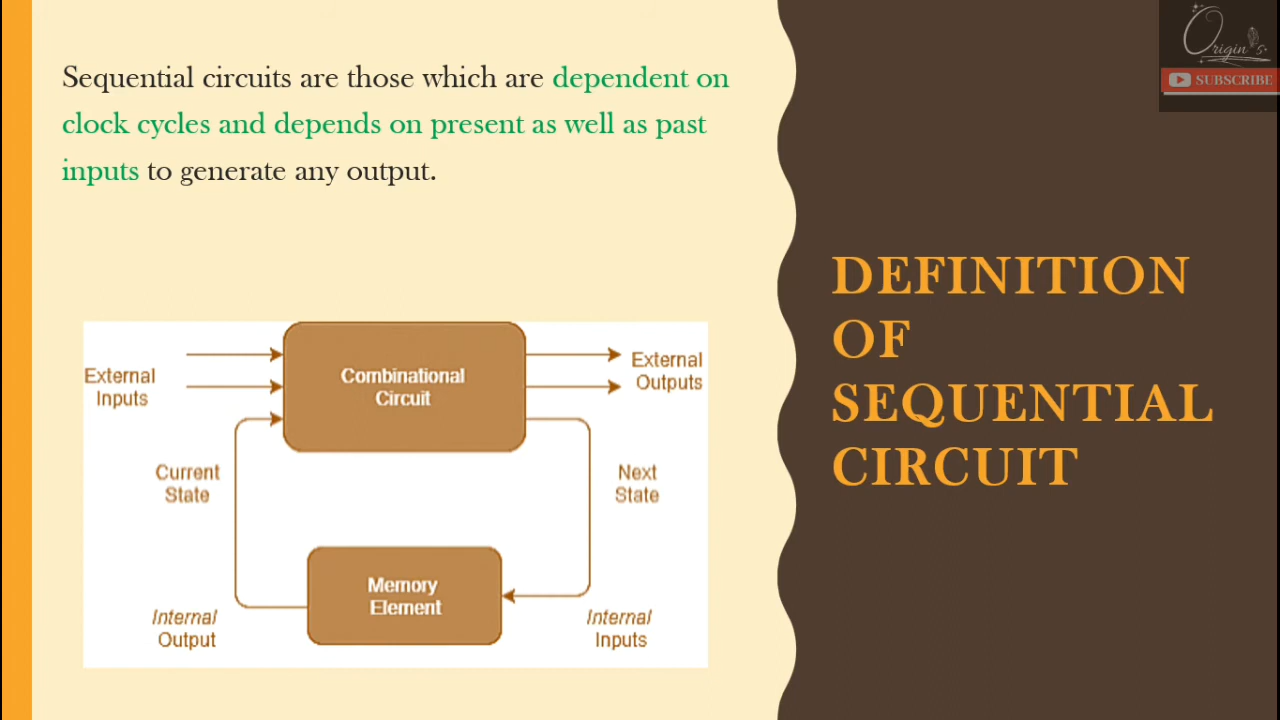 Sequential circuits are those which are dependent on
clock cycles and depends on present as well as past
inputs to generate any output.
Origin's
SUBSCRIBE
DEFINITION
OF
SEQUENTIAL
CIRCUIT
External
Inputs
Combinational
Circuit
External
Outputs
Current
State
Next
State
Memory
Element
Internal
Output
Internal
Inputs